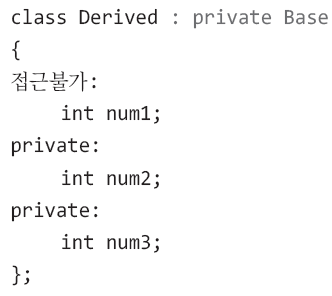 class Derived : private Base
{
접근불가:
    int num1;
private:
    int num2;
private:
    int num3;
};